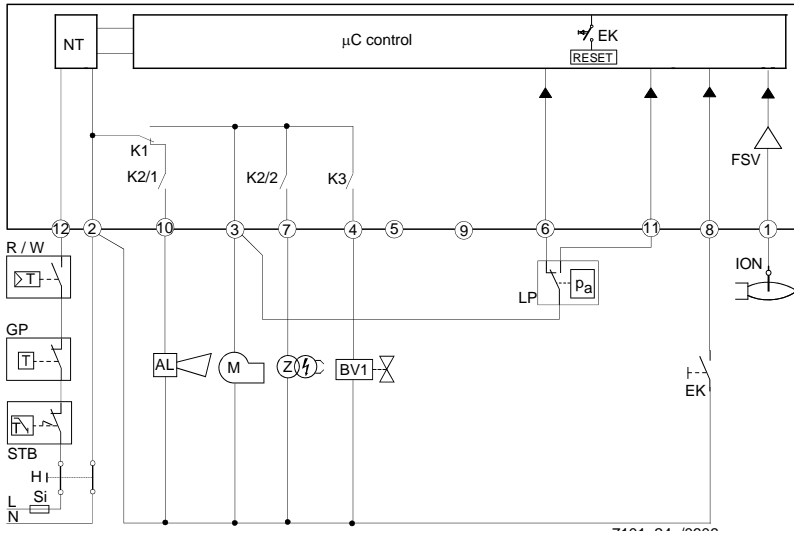 NT
µC control
EK
RESET
K1
K2/1
K2/2
K3
FSV
12
2
10
3
7
4
5
9
6
11
8
1
R / W
T
ION
LP
pa
GP
T
AL
M
Z
BV1
EK
T
STB
H
L
Si
N